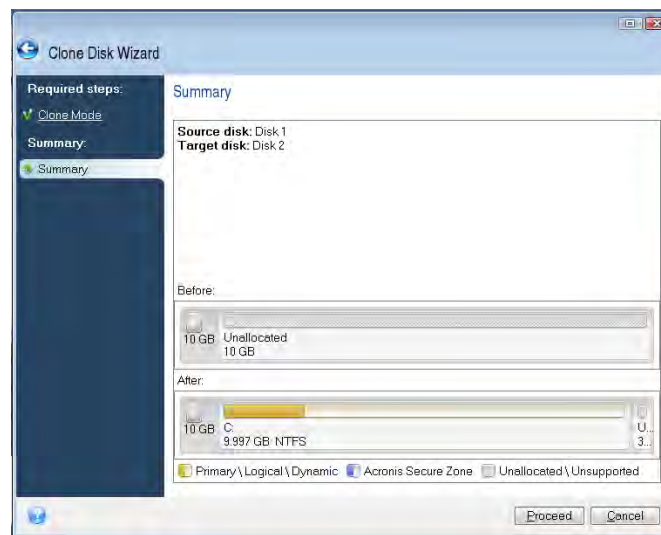 Clone Disk Wizard
Required steps:
Clone Mode
Summary:
Summary
Summary
Source disk: Disk 1
Target disk: Disk 2
Before:
10 GB Unallocated
10 GB
After:
10 GB C: U...
9.997 GB NTFS 3...
Primary \ Logical \ Dynamic Acronis Secure Zone Unallocated \ Unsupported
Proceed Cancel